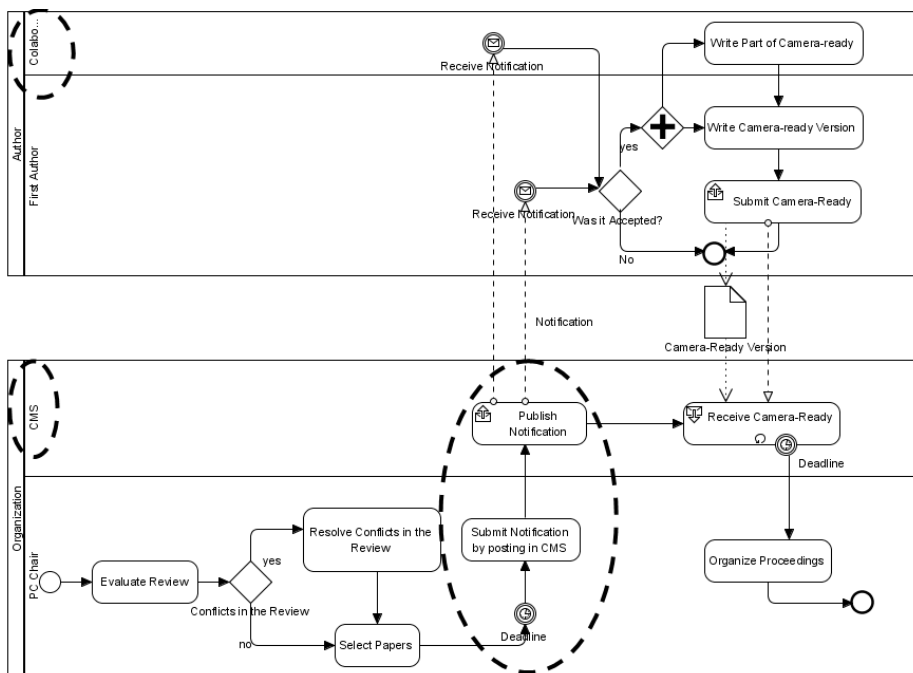 Colabo...
Author
First Author
Receive Notification
Write Part of Camera-ready
yes
Write Camera-ready Version
Receive Notification
Was it Accepted?
Submit Camera-Ready
No
Notification
Camera-Ready Version
Organization
CMS
Publish
Notification
Receive Camera-Ready
Deadline
PC Chair
Evaluate Review
yes
Conflicts in the Review
no
Resolve Conflicts in the
Review
Select Papers
Submit Notification
by posting in CMS
Deadline
Organize Proceedings